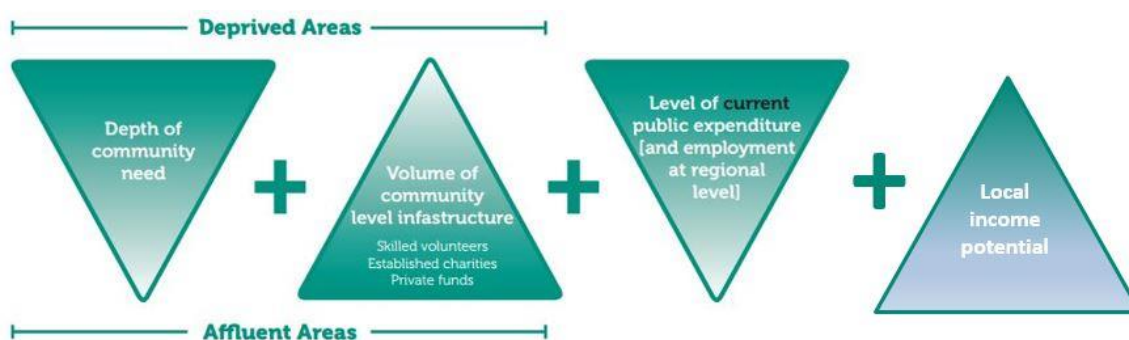 Deprived Areas
Depth of
community
need
+
Volume of
community
level infastructure
Skilled volunteers
Established charities
Private funds
+
Level of current
public expenditure
[and employment
at regional
level]
+
Local
income
potential
Affluent Areas